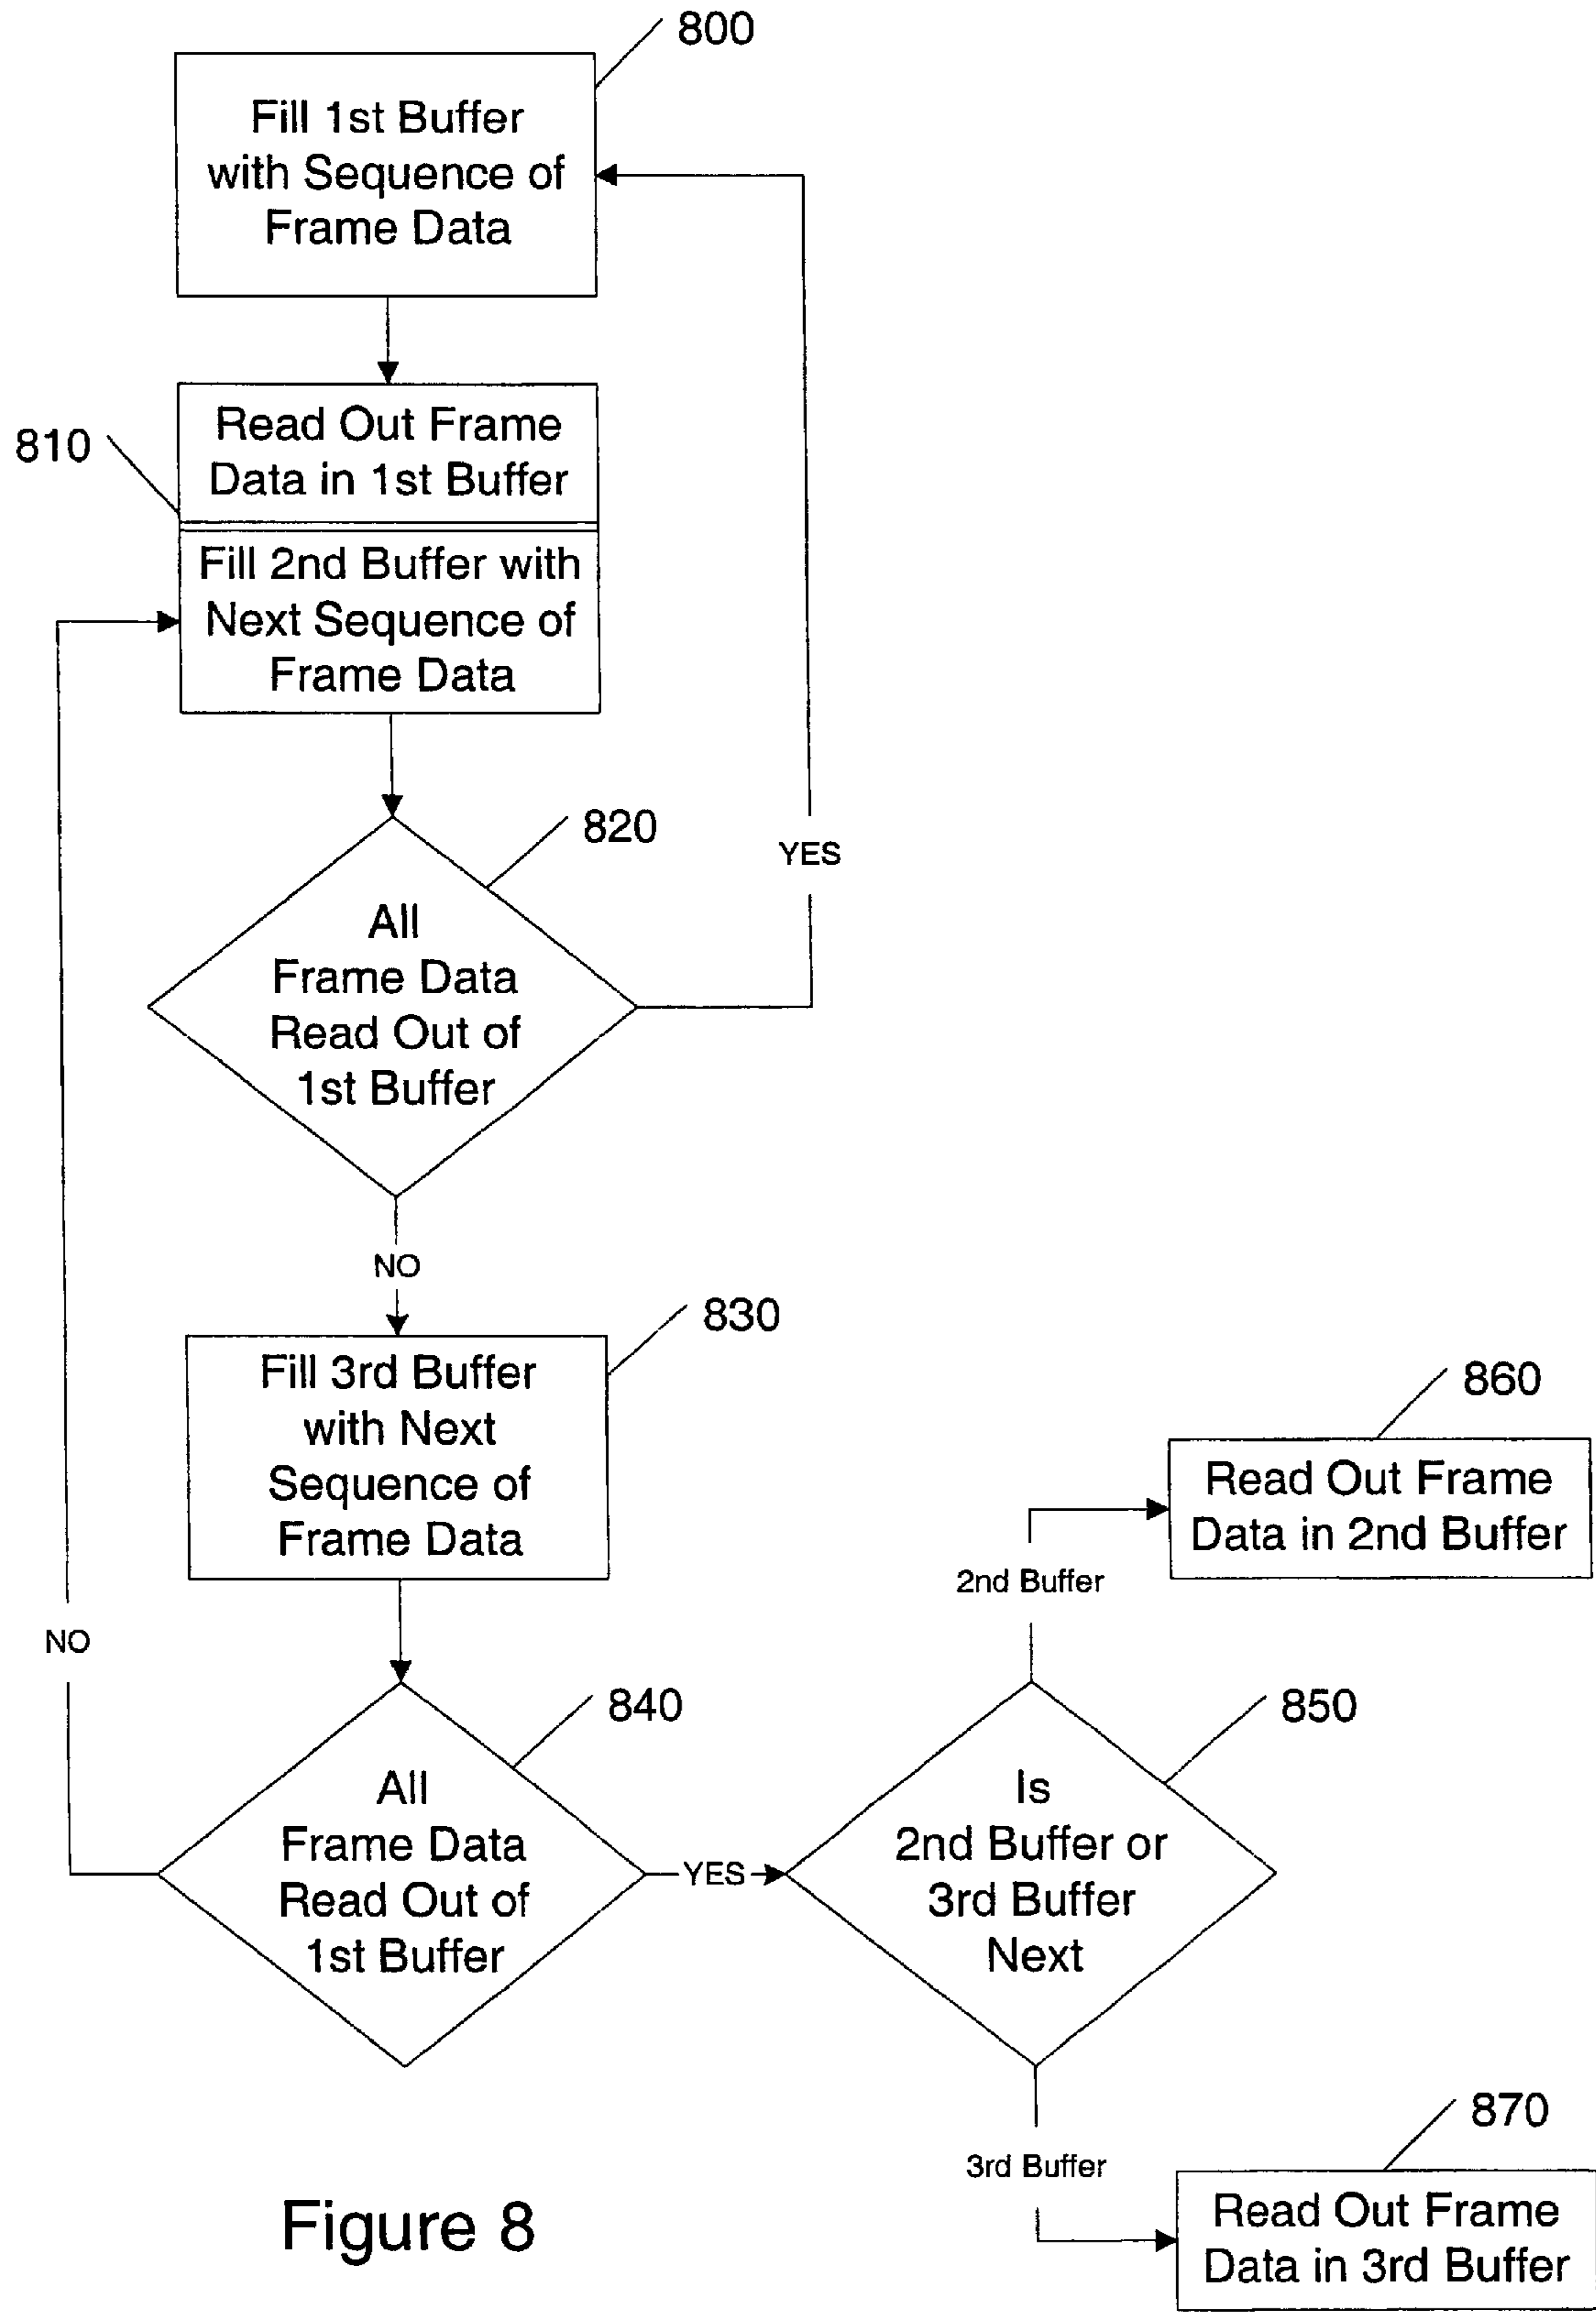 800
Fill 1st Buffer
with Sequence of
Frame Data
810
Read Out Frame
Data in 1st Buffer
Fill 2nd Buffer with
Next Sequence of
Frame Data
820
YES
All
Frame Data
Read Out of
1st Buffer
NO
830
Fill 3rd Buffer
with Next
Sequence of
Frame Data
NO
840
All
Frame Data
Read Out of
1st Buffer
YES
850
Is
2nd Buffer or
3rd Buffer
Next
2nd Buffer
860
Read Out Frame
Data in 2nd Buffer
3rd Buffer
870
Read Out Frame
Data in 3rd Buffer
Figure 8